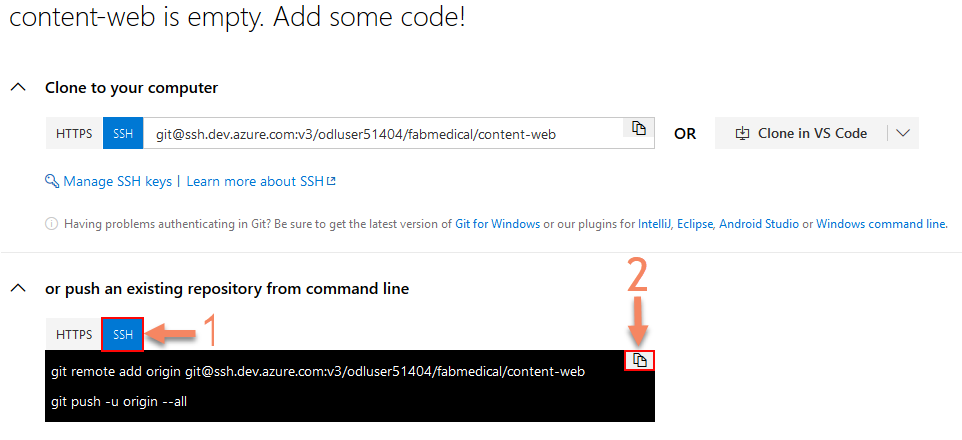 content-web is empty. Add some code!
Clone to your computer
HTTPS SSH git@ssh.dev.azure.com:v3/odluser51404/fabmedical/content-web OR Clone in VS Code
Manage SSH keys | Learn more about SSH
Having problems authenticating in Git? Be sure to get the latest version of Git for Windows or our plugins for IntelliJ, Eclipse, Android Studio or Windows command line.
or push an existing repository from command line
2
HTTPS SSH 1
git remote add origin git@ssh.dev.azure.com:v3/odluser51404/fabmedical/content-web
git push -u origin --all